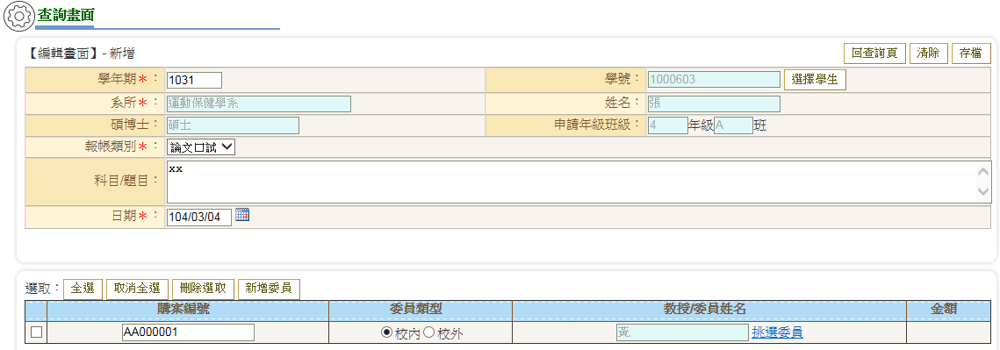 查詢畫面
【編輯畫面】- 新增 回查詢頁 清除 存檔
學年期＊： 1031 學號： 1000603 選擇學生
系所＊： 運動保健學系 姓名： 張
碩博士： 碩士 申請年級班級： 4 年級 A 班
報帳類別＊： 論文口試
科目/題目： xx
日期＊： 104/03/04
選取： 全選 取消全選 刪除選取 新增委員
購案編號 委員類型 教授/委員姓名 金額
AA000001 校內 校外 黃. 挑選委員